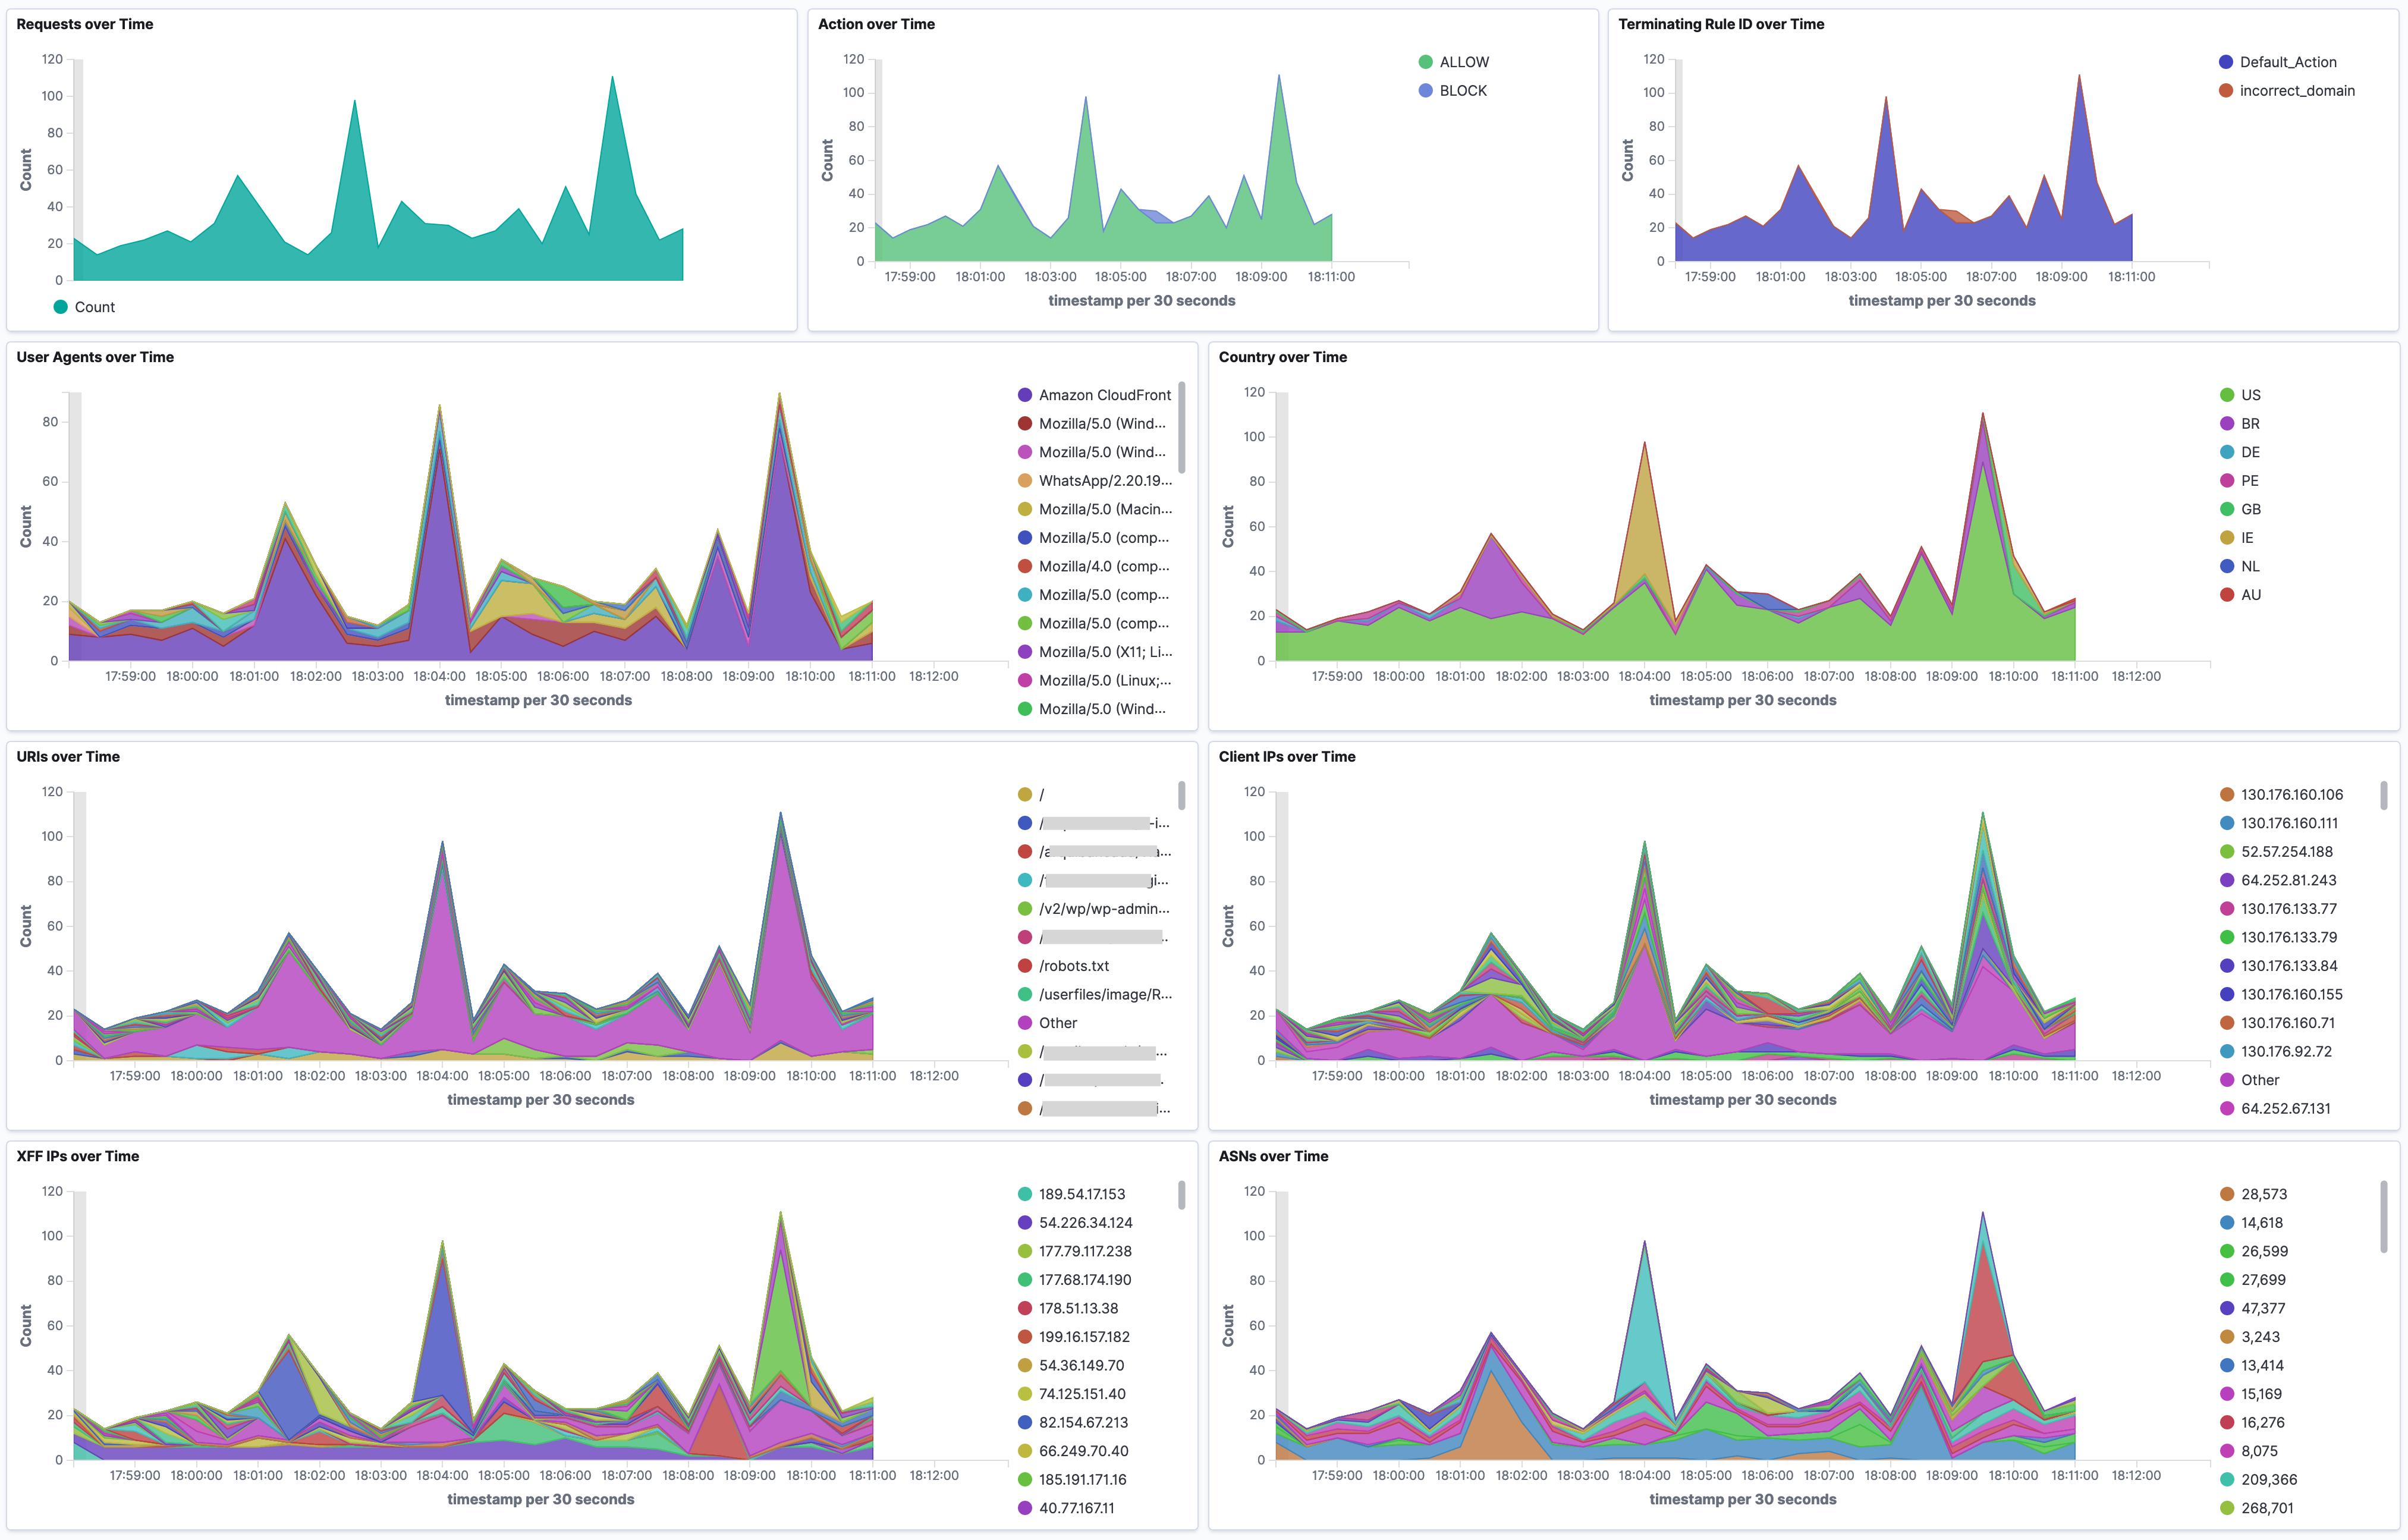 Requests over Time
120
100
80
60
40
20
0
Count
Count
Action over Time
120
100
80
60
40
20
0
Count
17:59:00 18:01:00 18:03:00 18:05:00 18:07:00 18:09:00 18:11:00
timestamp per 30 seconds
ALLOW
BLOCK
Terminating Rule ID over Time
120
100
80
60
40
20
0
Count
17:59:00 18:01:00 18:03:00 18:05:00 18:07:00 18:09:00 18:11:00
timestamp per 30 seconds
Default_Action
incorrect_domain
User Agents over Time
80
60
40
20
0
Count
17:59:00 18:00:00 18:01:00 18:02:00 18:03:00 18:04:00 18:05:00 18:06:00 18:07:00 18:08:00 18:09:00 18:10:00 18:11:00 18:12:00
timestamp per 30 seconds
Amazon CloudFront
Mozilla/5.0 (Wind...
Mozilla/5.0 (Wind...
WhatsApp/2.20.19...
Mozilla/5.0 (Macin...
Mozilla/5.0 (comp...
Mozilla/4.0 (comp...
Mozilla/5.0 (comp...
Mozilla/5.0 (comp...
Mozilla/5.0 (X11; Li...
Mozilla/5.0 (Linux;...
Mozilla/5.0 (Wind...
Country over Time
120
100
80
60
40
20
0
Count
17:59:00 18:00:00 18:01:00 18:02:00 18:03:00 18:04:00 18:05:00 18:06:00 18:07:00 18:08:00 18:09:00 18:10:00 18:11:00 18:12:00
timestamp per 30 seconds
US
BR
DE
PE
GB
IE
NL
AU
URIs over Time
120
100
80
60
40
20
0
Count
17:59:00 18:00:00 18:01:00 18:02:00 18:03:00 18:04:00 18:05:00 18:06:00 18:07:00 18:08:00 18:09:00 18:10:00 18:11:00 18:12:00
timestamp per 30 seconds
/
/v2/wp/wp-admin...
/robots.txt
/userfiles/image/R...
Other
Client IPs over Time
120
100
80
60
40
20
0
Count
17:59:00 18:00:00 18:01:00 18:02:00 18:03:00 18:04:00 18:05:00 18:06:00 18:07:00 18:08:00 18:09:00 18:10:00 18:11:00 18:12:00
timestamp per 30 seconds
130.176.160.106
130.176.160.111
52.57.254.188
64.252.81.243
130.176.133.77
130.176.133.79
130.176.133.84
130.176.160.155
130.176.160.71
130.176.92.72
Other
64.252.67.131
XFF IPs over Time
120
100
80
60
40
20
0
Count
17:59:00 18:00:00 18:01:00 18:02:00 18:03:00 18:04:00 18:05:00 18:06:00 18:07:00 18:08:00 18:09:00 18:10:00 18:11:00 18:12:00
timestamp per 30 seconds
189.54.17.153
54.226.34.124
177.79.117.238
177.68.174.190
178.51.13.38
199.16.157.182
54.36.149.70
74.125.151.40
82.154.67.213
66.249.70.40
185.191.171.16
40.77.167.11
ASNs over Time
120
100
80
60
40
20
0
Count
17:59:00 18:00:00 18:01:00 18:02:00 18:03:00 18:04:00 18:05:00 18:06:00 18:07:00 18:08:00 18:09:00 18:10:00 18:11:00 18:12:00
timestamp per 30 seconds
28,573
14,618
26,599
27,699
47,377
3,243
13,414
15,169
16,276
8,075
209,366
268,701